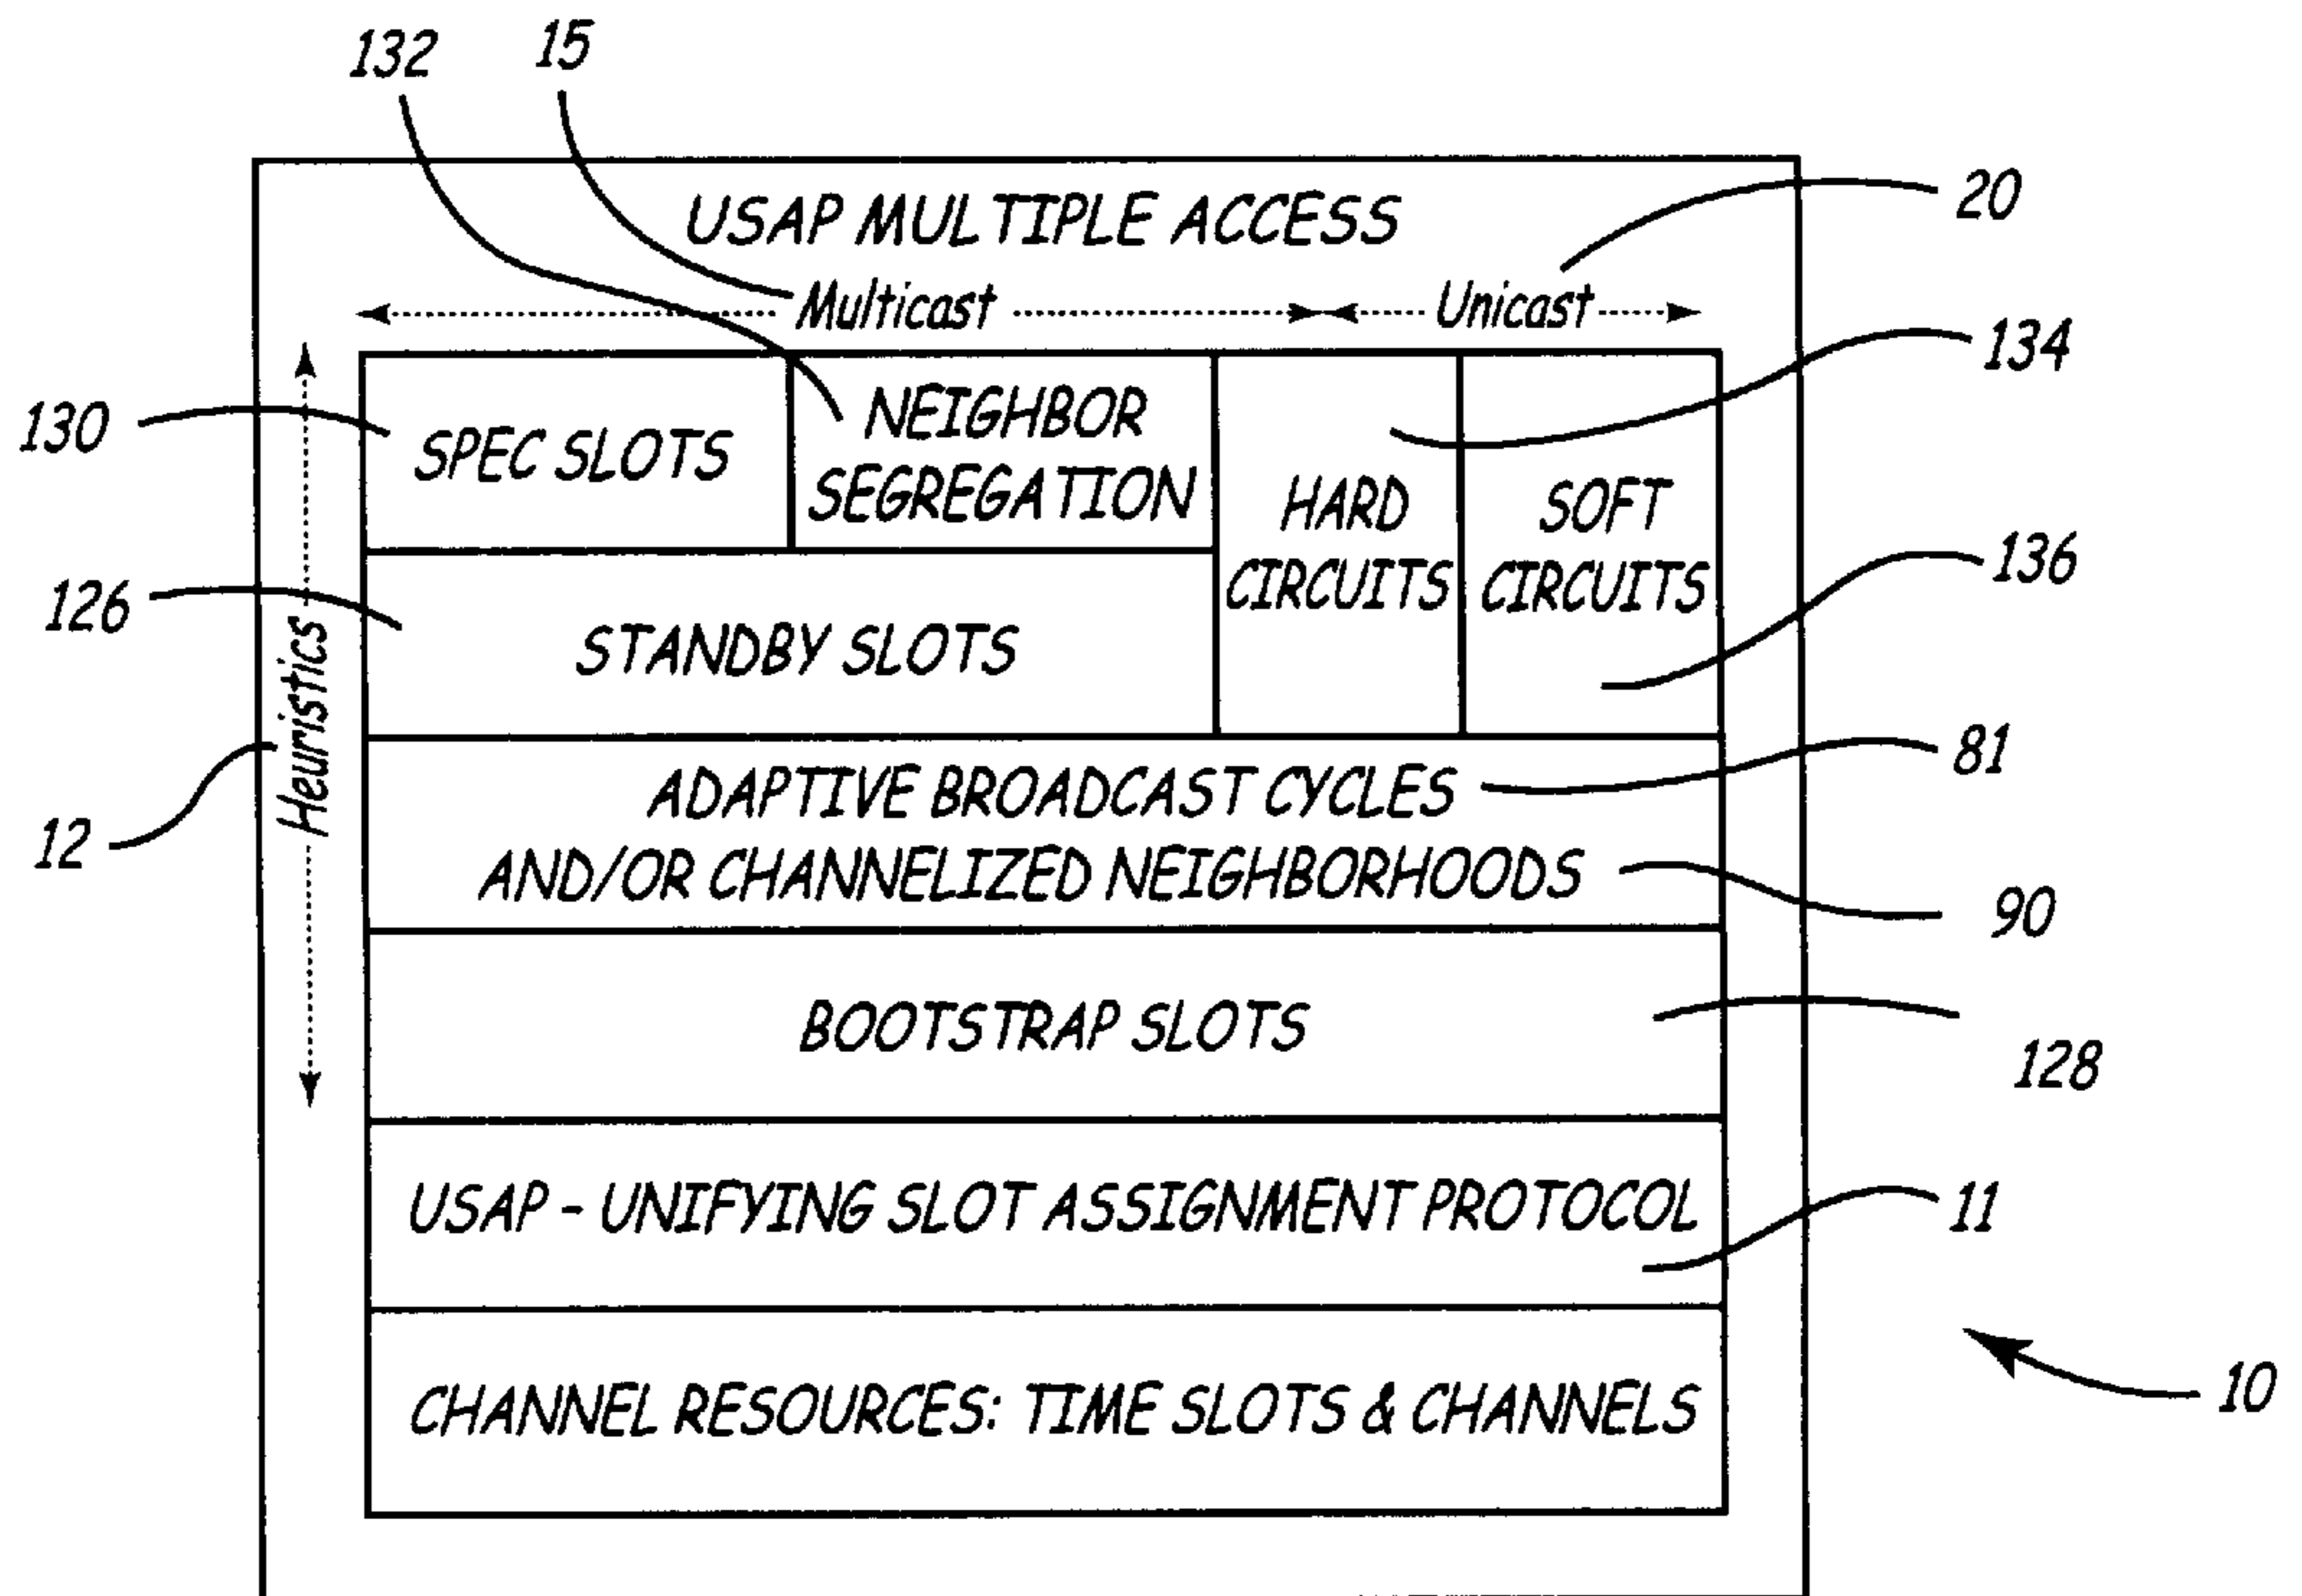 132
15
USAP MULTIPLE ACCESS
20
Multicast
Unicast
134
130
SPEC SLOTS
NEIGHBOR
SEGREGATION
HARD
CIRCUITS
SOFT
CIRCUITS
136
126
STANDBY SLOTS
Heuristics
12
ADAPTIVE BROADCAST CYCLES
81
AND/OR CHANNELIZED NEIGHBORHOODS
90
BOOTSTRAP SLOTS
128
USAP - UNIFYING SLOT ASSIGNMENT PROTOCOL
11
CHANNEL RESOURCES: TIME SLOTS & CHANNELS
10